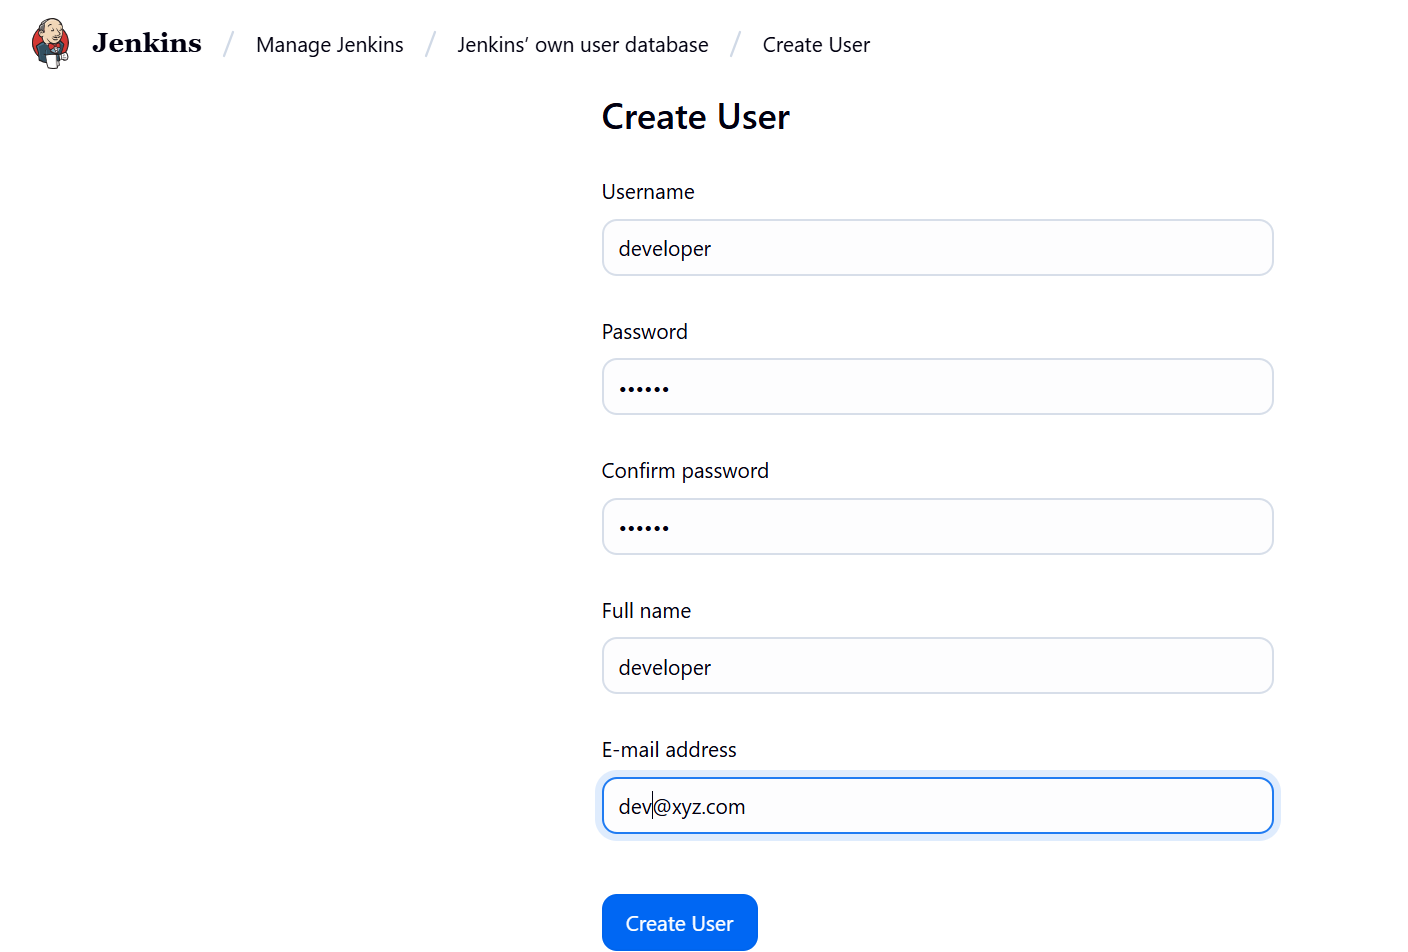 Jenkins / Manage Jenkins / Jenkins’ own user database / Create User
Create User
Username
developer
Password
••••••
Confirm password
••••••
Full name
developer
E-mail address
dev@xyz.com
Create User